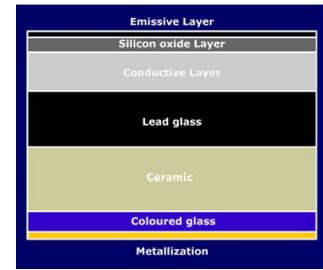 Emissive Layer
Silicon oxide Layer
Conductive Layer
Lead glass
Ceramic
Coloured glass
Metallization